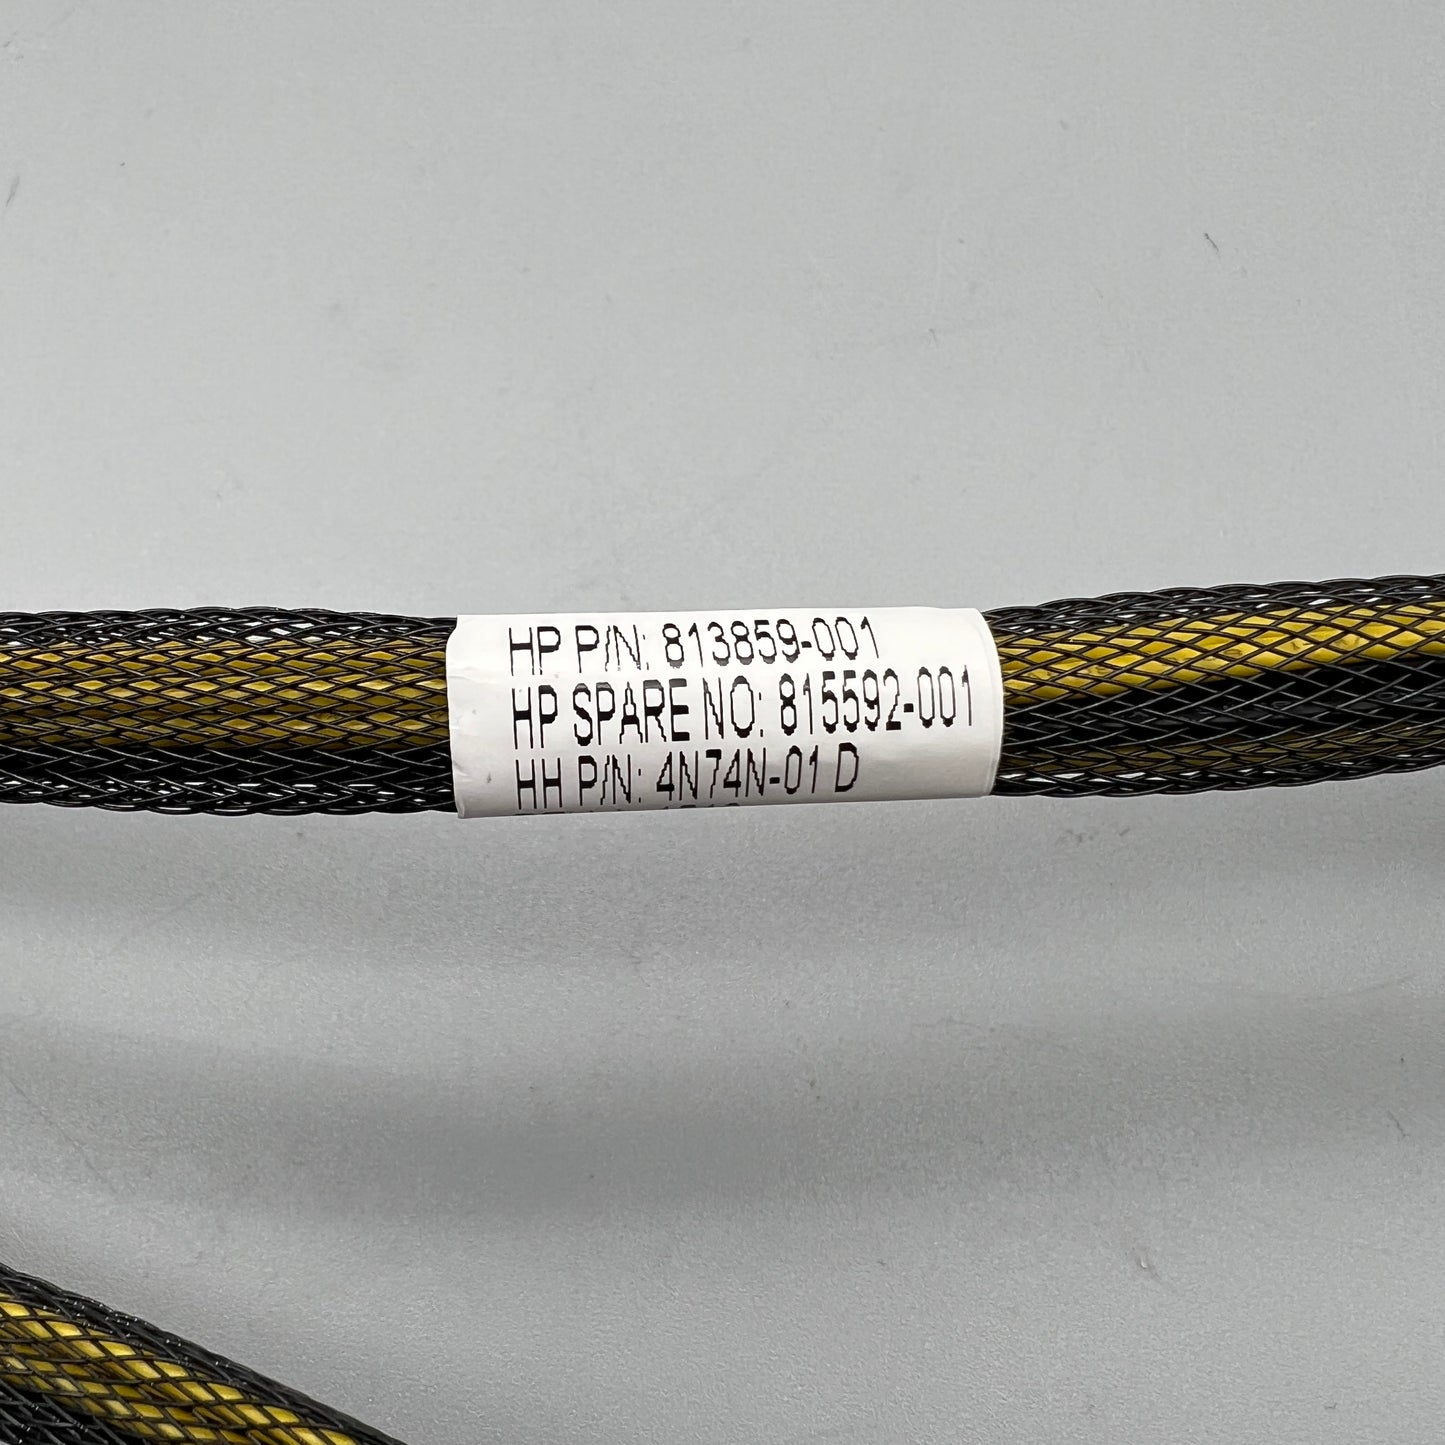 HP P/N: 813859-001
HP SPARE NO: 815592-001
HH P/N: 4N74N-01 D